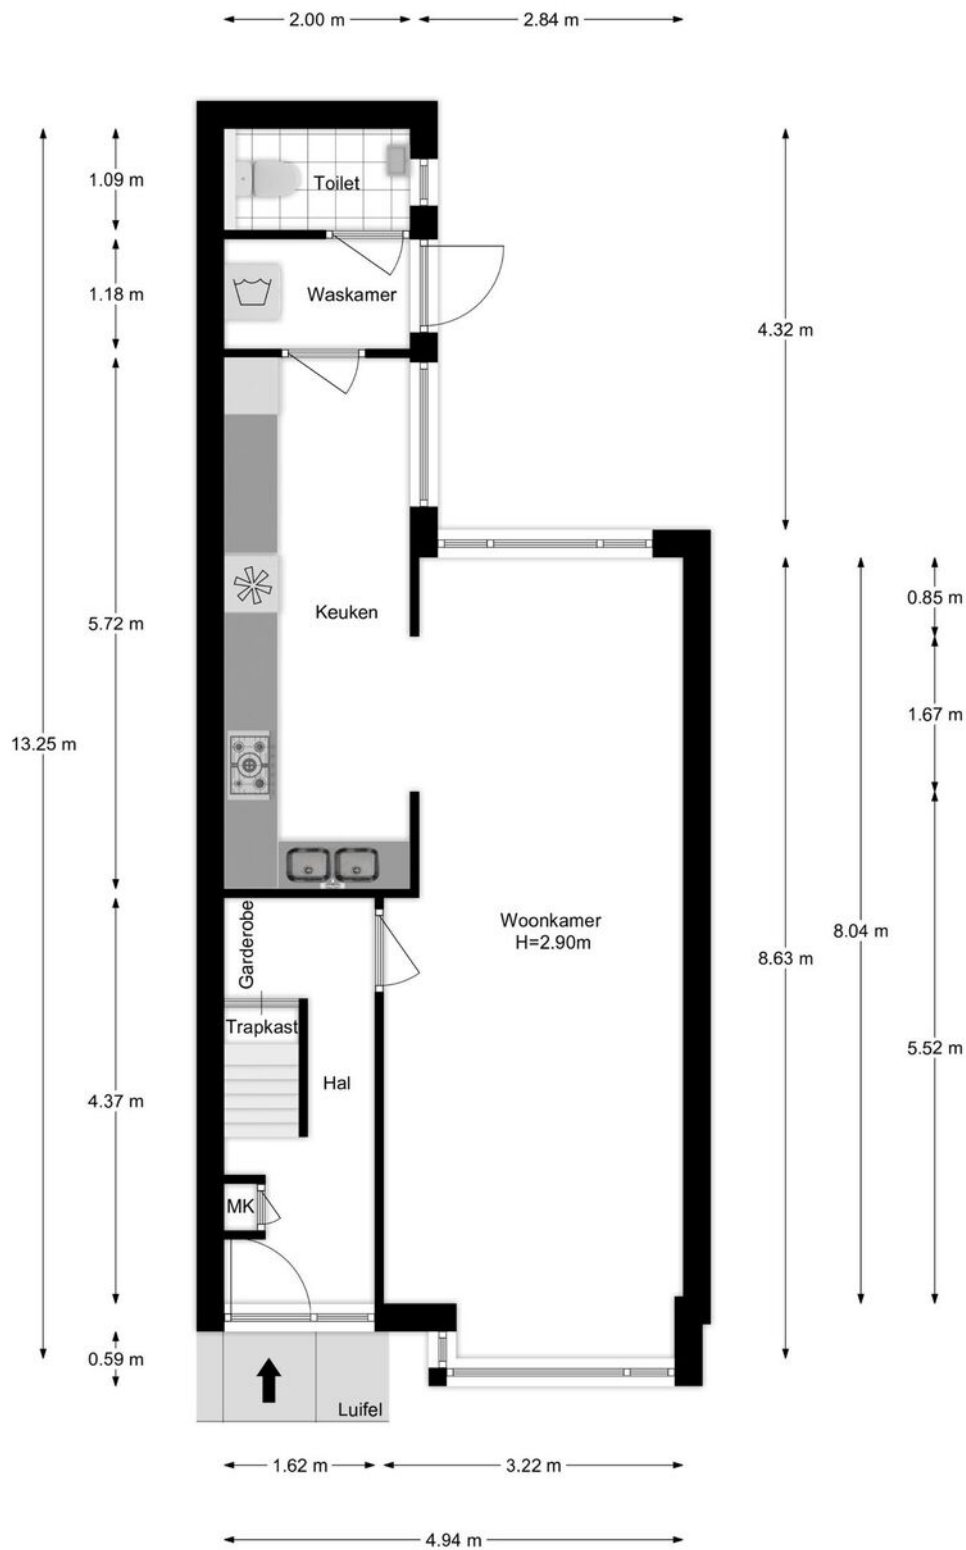 2.00 m
2.84 m
1.09 m
Toilet
1.18 m
Waskamer
4.32 m
0.85 m
Keuken
5.72 m
1.67 m
13.25 m
Garderobe
Woonkamer
H=2.90m
8.04 m
8.63 m
Trapkast
5.52 m
Hal
4.37 m
MK
0.59 m
Luifel
1.62 m
3.22 m
4.94 m